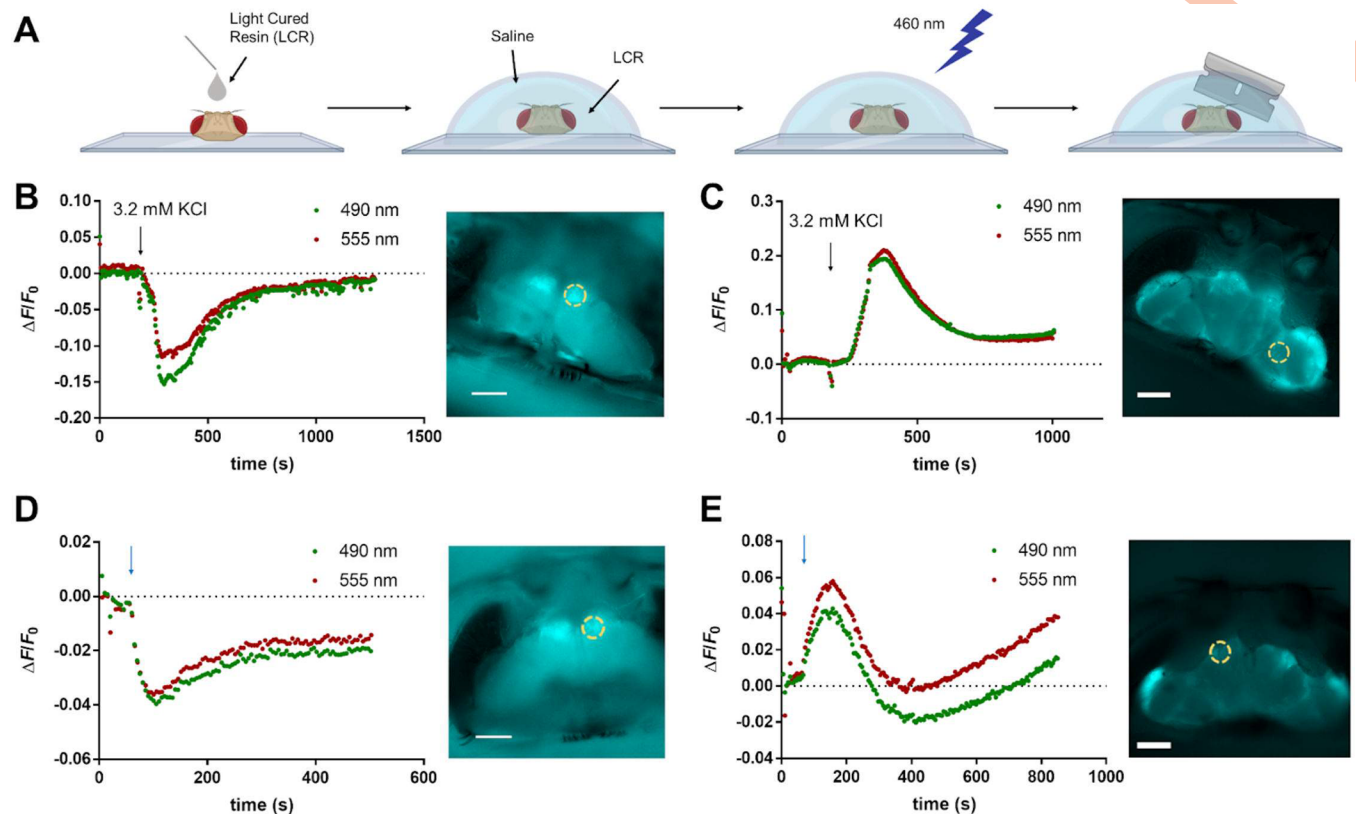 A
Light Cured
Resin (LCR)
Saline
LCR
460 nm
B
3.2 mM KCl
490 nm
555 nm
0.10
0.05
0.00
-0.05
-0.10
-0.15
-0.20
ΔF/F0
0
500
1000
1500
time (s)
C
3.2 mM KCl
490 nm
555 nm
0.3
0.2
0.1
0.0
-0.1
ΔF/F0
0
500
1000
time (s)
D
490 nm
555 nm
0.02
0.00
-0.02
-0.04
-0.06
ΔF/F0
0
200
400
600
time (s)
E
490 nm
555 nm
0.08
0.06
0.04
0.02
0.00
-0.02
-0.04
ΔF/F0
0
200
400
600
800
1000
time (s)